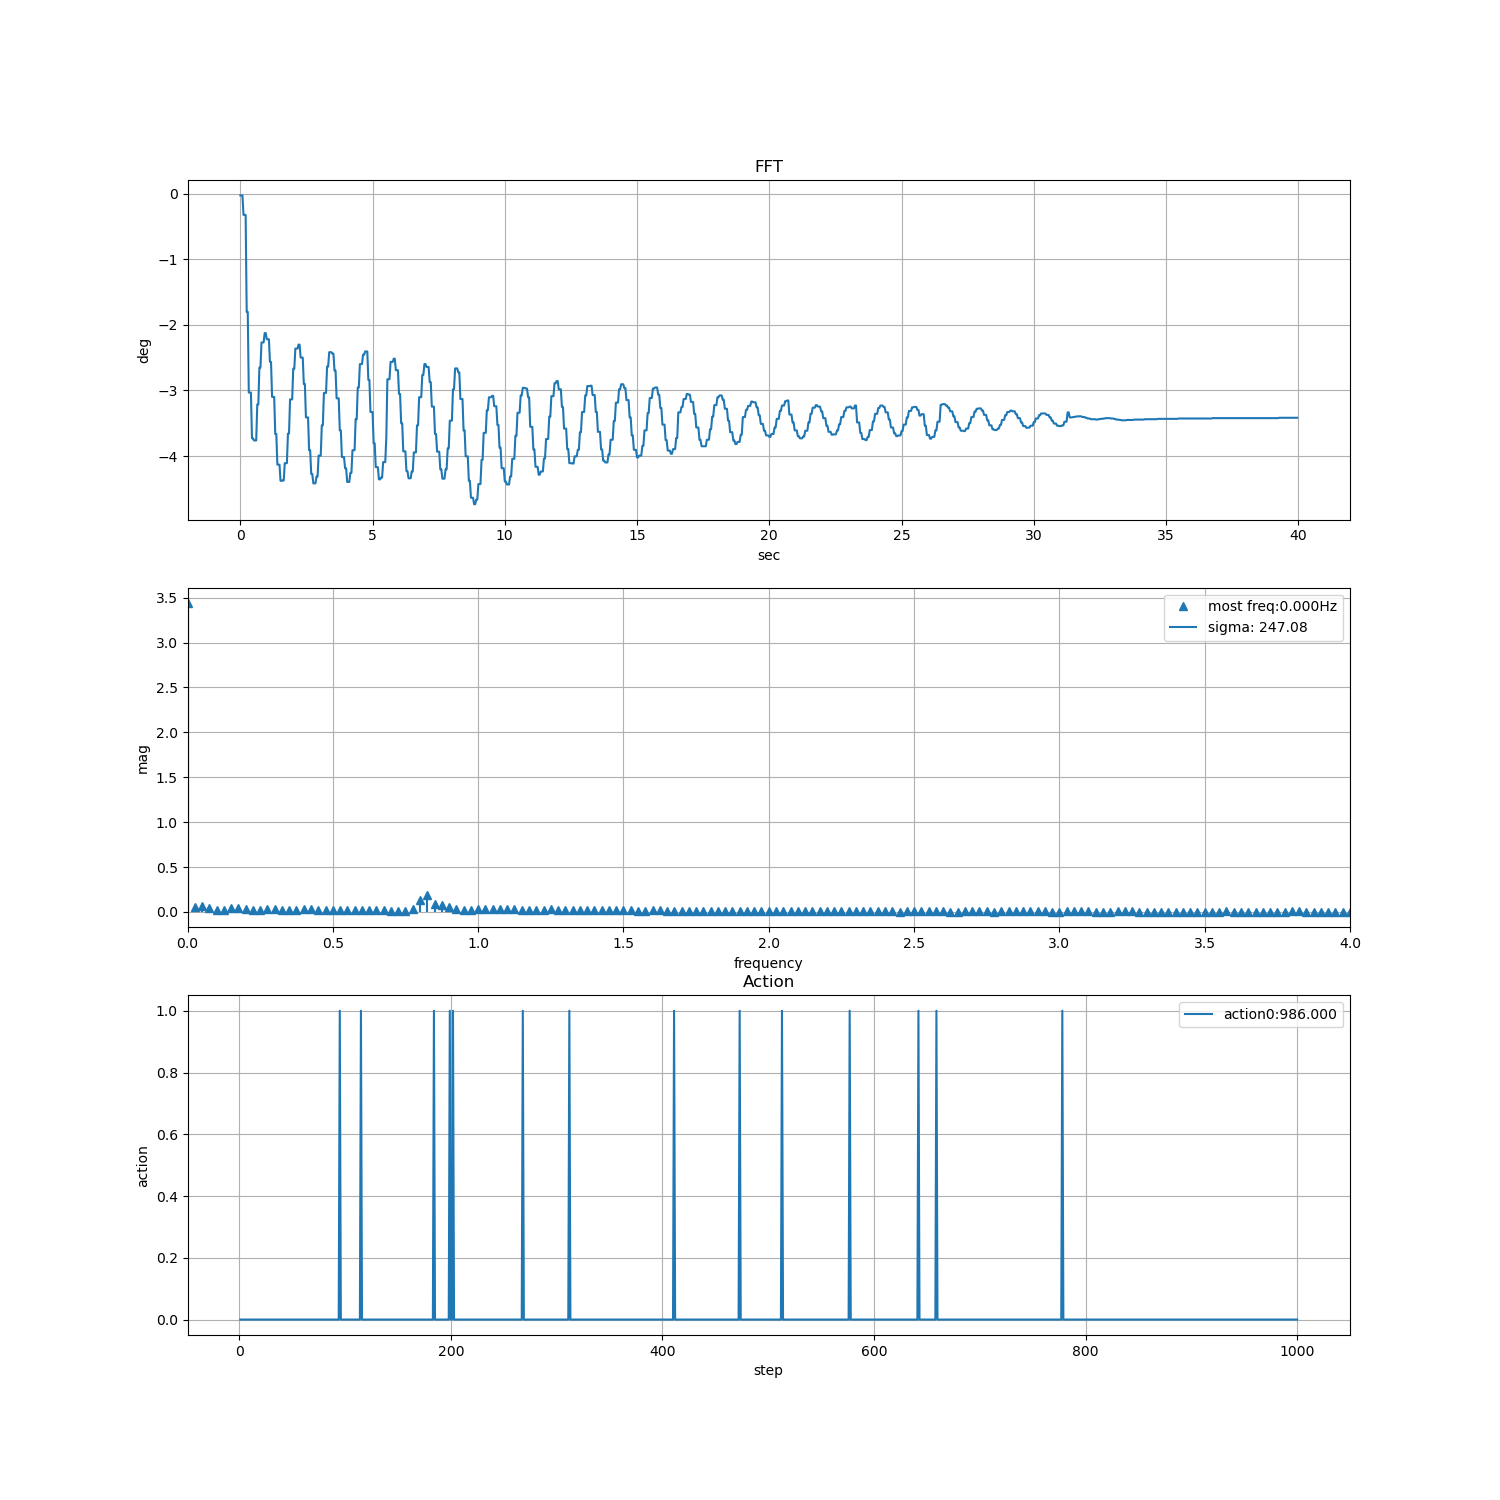 FFT
0
−1
−2
−3
−4
deg
0 5 10 15 20 25 30 35 40
sec
3.5
3.0
2.5
2.0
1.5
1.0
0.5
0.0
mag
most freq:0.000Hz
sigma: 247.08
0.0 0.5 1.0 1.5 2.0 2.5 3.0 3.5 4.0
frequency
Action
1.0
0.8
0.6
0.4
0.2
0.0
action
action0:986.000
0 200 400 600 800 1000
step